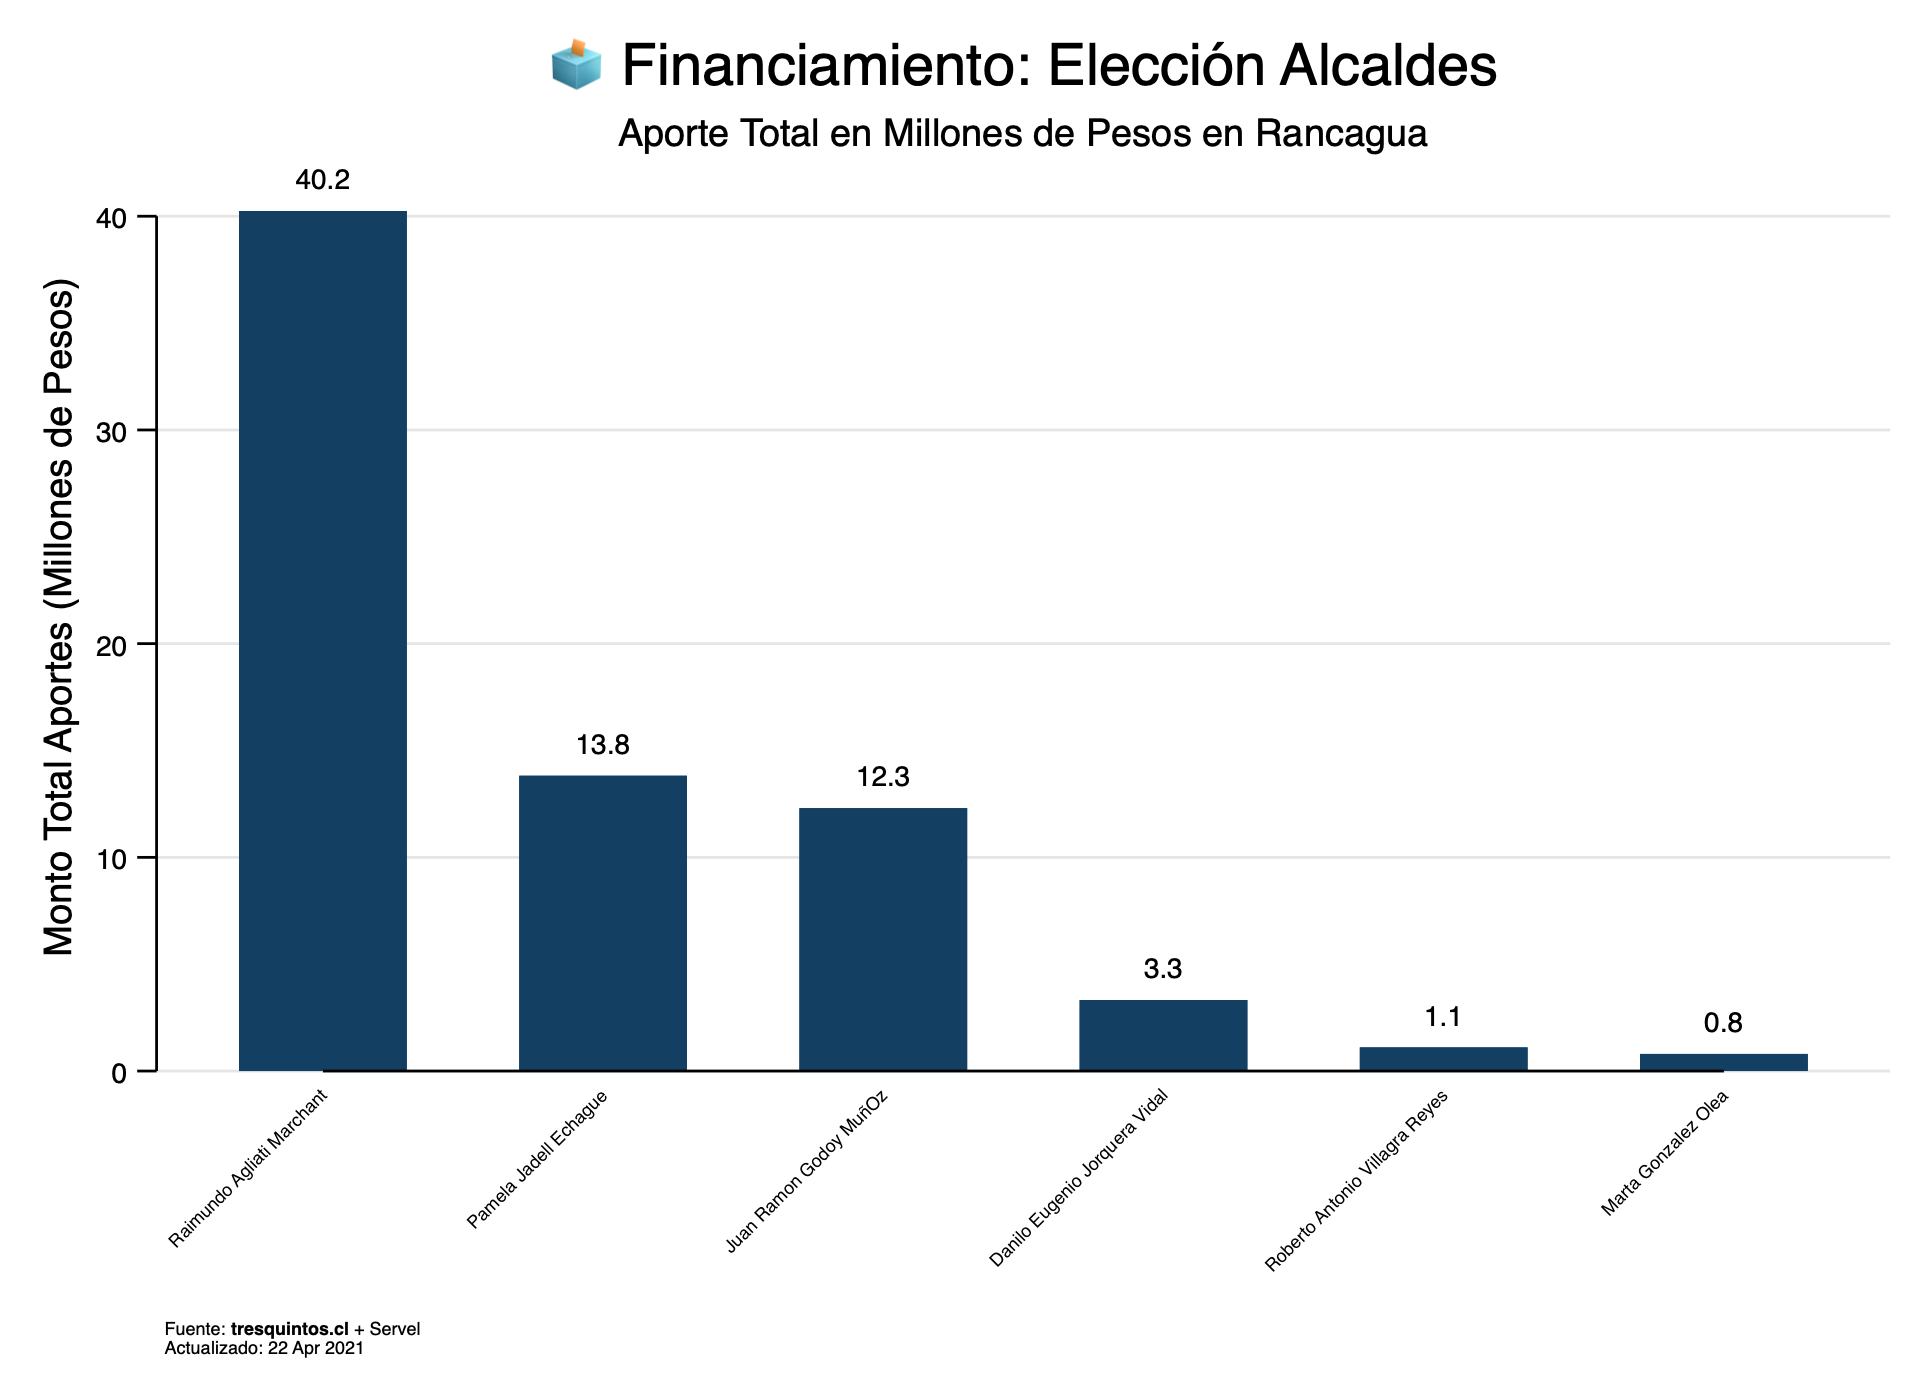 Financiamiento: Elección Alcaldes
Aporte Total en Millones de Pesos en Rancagua
Monto Total Aportes (Millones de Pesos)
40
30
20
10
0
40.2
13.8
12.3
3.3
1.1
0.8
Raimundo Agliati Marchant
Pamela Jadell Echague
Juan Ramon Godoy MuñOz
Danilo Eugenio Jorquera Vidal
Roberto Antonio Villagra Reyes
Marta Gonzalez Olea
Fuente: tresquintos.cl + Servel
Actualizado: 22 Apr 2021